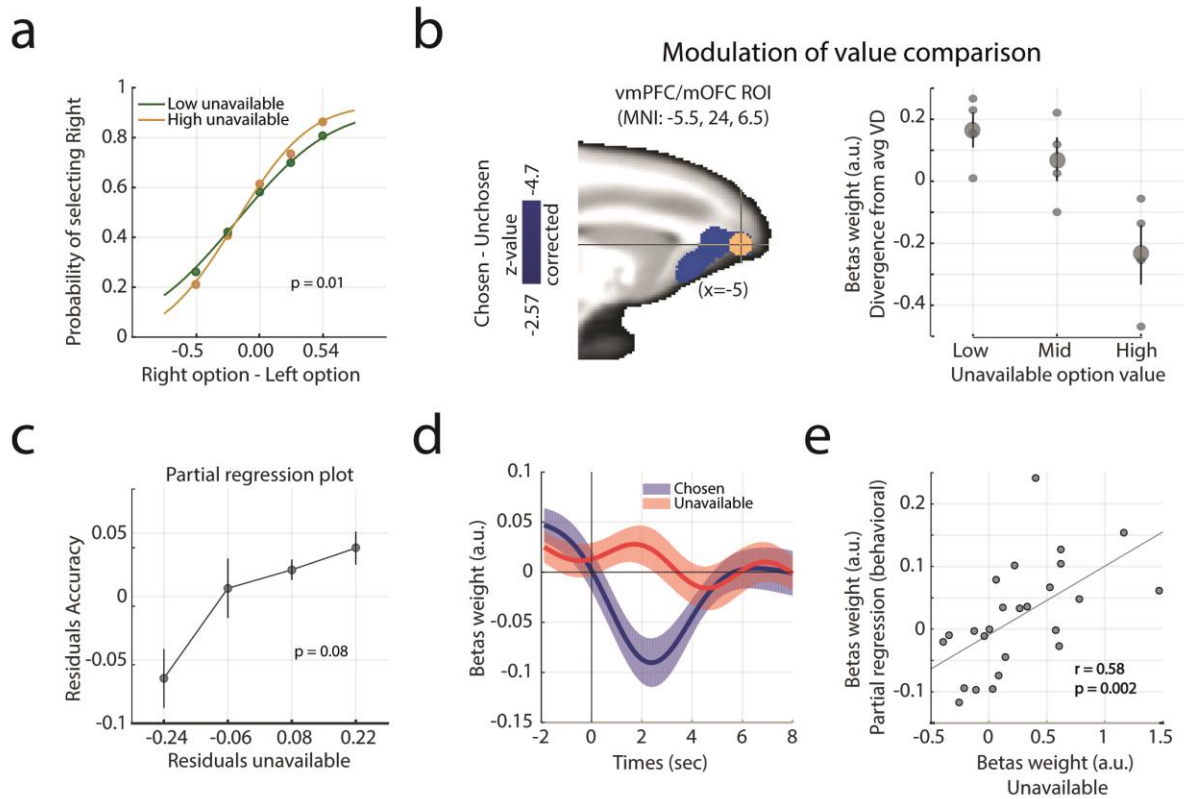 a
Low unavailable
High unavailable
Probability of selecting Right
1
0.8
0.6
0.4
0.2
0
p = 0.01
-0.5
0.00
0.54
Right option - Left option
b
Modulation of value comparison
vmPFC/mOFC ROI
(MNI: -5.5, 24, 6.5)
Chosen - Unchosen
z-value
corrected
-4.7
-2.57
(x=-5)
Betas weight (a.u.)
Divergence from avg VD
0.2
0
-0.2
-0.4
Low
Mid
High
Unavailable option value
c
Partial regression plot
Residuals Accuracy
0.05
0
-0.05
-0.1
p = 0.08
-0.24
-0.06
0.08
0.22
Residuals unavailable
d
Chosen
Unavailable
Betas weight (a.u.)
0.1
0.05
0
-0.05
-0.1
-0.15
-2
0
2
4
6
8
Times (sec)
e
Betas weight (a.u.)
Partial regression (behavioral)
0.2
0.1
0
-0.1
r = 0.58
p = 0.002
-0.5
0
0.5
1
1.5
Betas weight (a.u.)
Unavailable